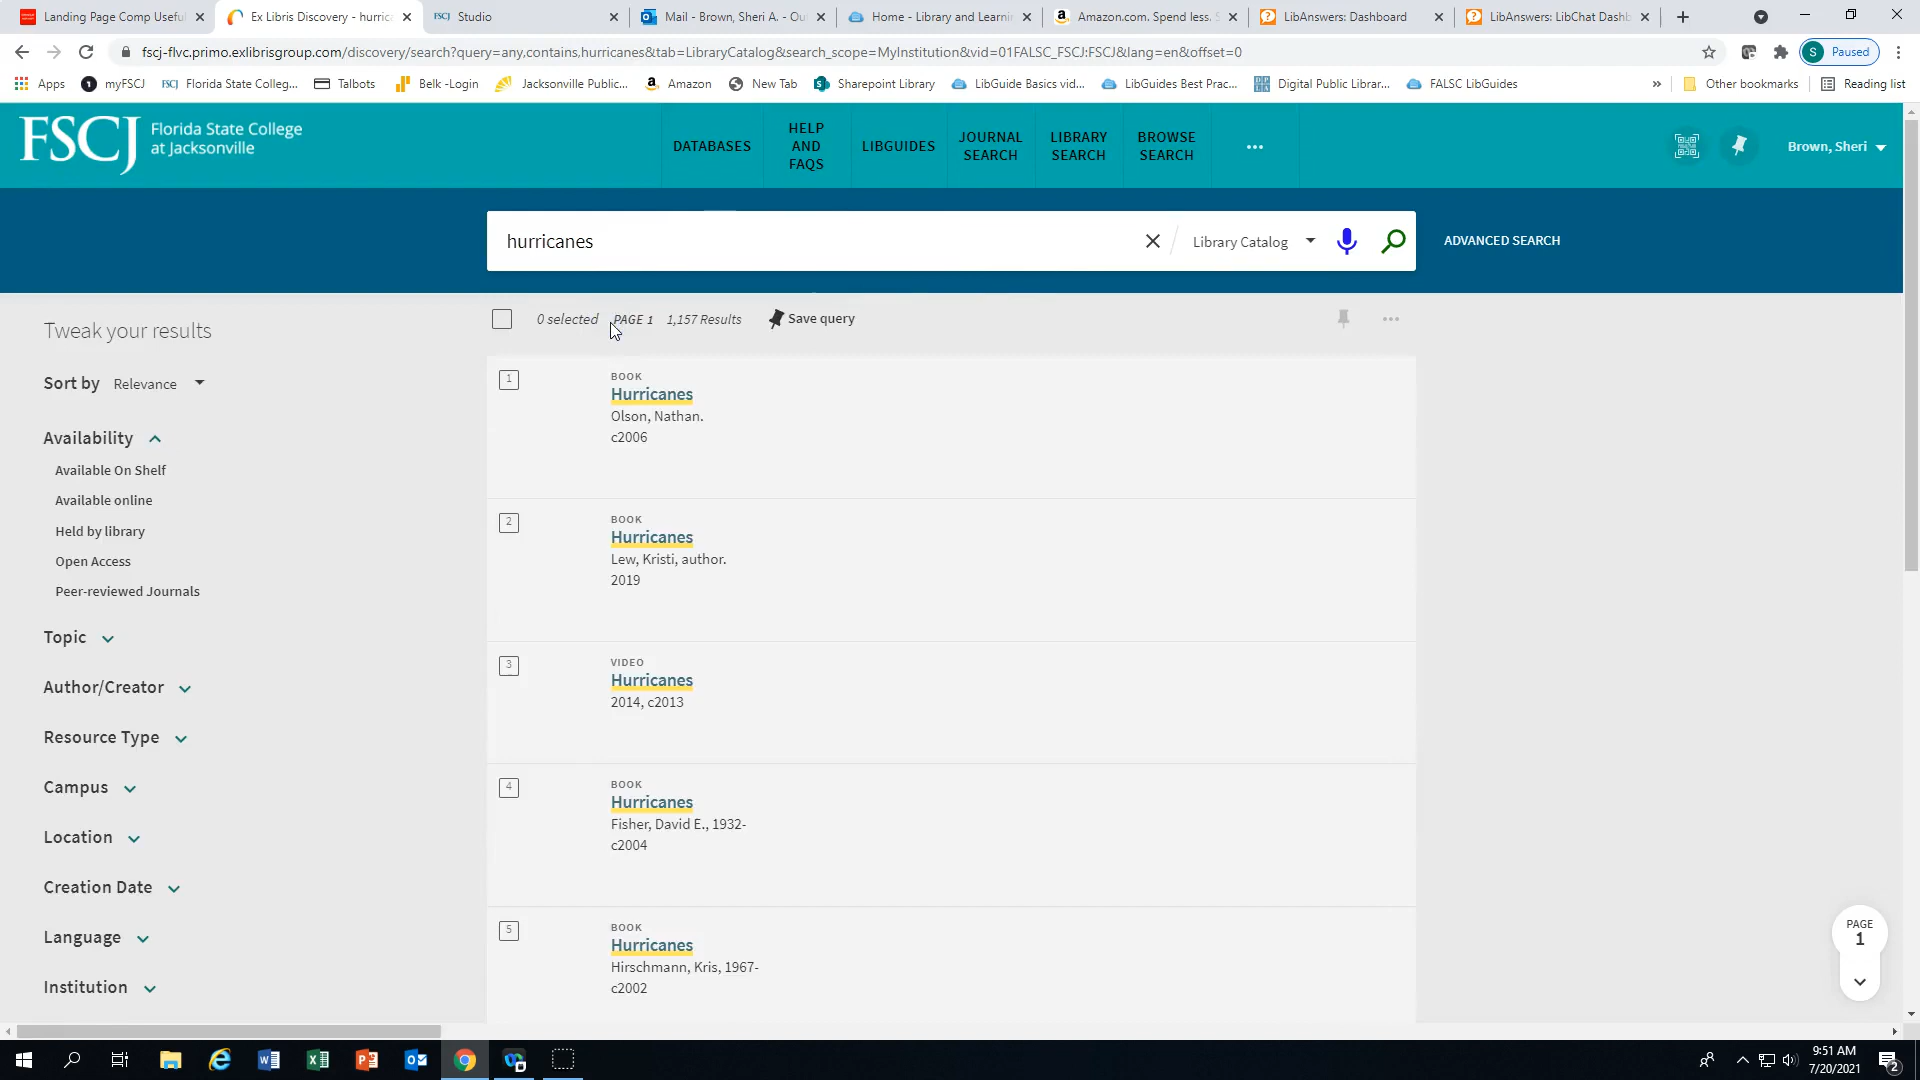 Landing Page Comp Useful
Ex Libris Discovery - hurrica
FSCJ Studio
Mail - Brown, Sheri A. - Ou
Home - Library and Learnin
Amazon.com. Spend less. S
LibAnswers: Dashboard
LibAnswers: LibChat Dashb
fscj-flvc.primo.exlibrisgroup.com/discovery/search?query=any,contains,hurricanes&tab=LibraryCatalog&search_scope=MyInstitution&vid=01FALSC_FSCJ:FSCJ&lang=en&offset=0
S Paused
Apps
myFSCJ
FSCJ Florida State Colleg...
Talbots
Belk -Login
Jacksonville Public...
Amazon
New Tab
Sharepoint Library
LibGuide Basics vid...
LibGuides Best Prac...
Digital Public Librar...
FALSC LibGuides
»
Other bookmarks
Reading list
FSCJ
Florida State College
at Jacksonville
DATABASES
HELP
AND
FAQS
LIBGUIDES
JOURNAL
SEARCH
LIBRARY
SEARCH
BROWSE
SEARCH
Brown, Sheri
hurricanes
Library Catalog
ADVANCED SEARCH
Tweak your results
0 selected PAGE 1 1,157 Results
Save query
Sort by Relevance
Availability
Available On Shelf
Available online
Held by library
Open Access
Peer-reviewed Journals
Topic
Author/Creator
Resource Type
Campus
Location
Creation Date
Language
Institution
1
BOOK
Hurricanes
Olson, Nathan.
c2006
2
BOOK
Hurricanes
Lew, Kristi, author.
2019
3
VIDEO
Hurricanes
2014, c2013
4
BOOK
Hurricanes
Fisher, David E., 1932-
c2004
5
BOOK
Hurricanes
Hirschmann, Kris, 1967-
c2002
PAGE
1
9:51 AM
7/20/2021
2